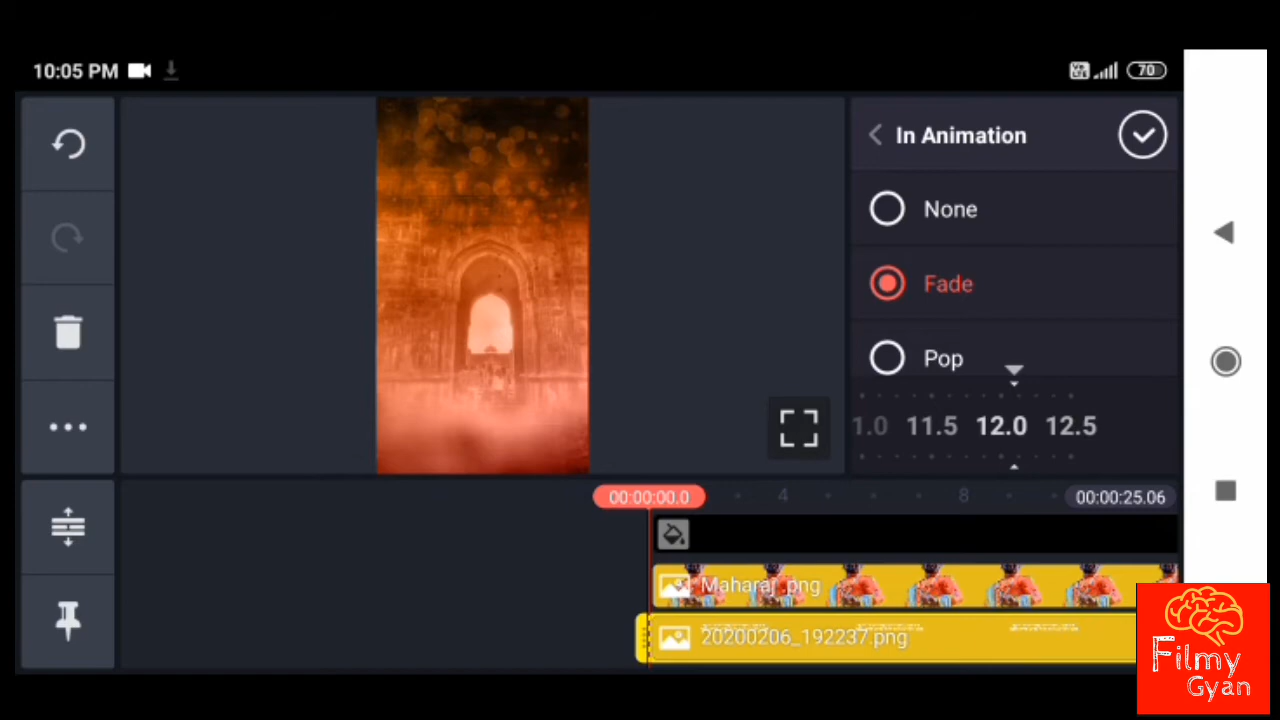 10:05 PM
70
In Animation
None
Fade
Pop
1.0 11.5 12.0 12.5
00:00:00.0 4 8 00:00:25.06
Maharaj .png
20200206_192237.png
Filmy
Gyan